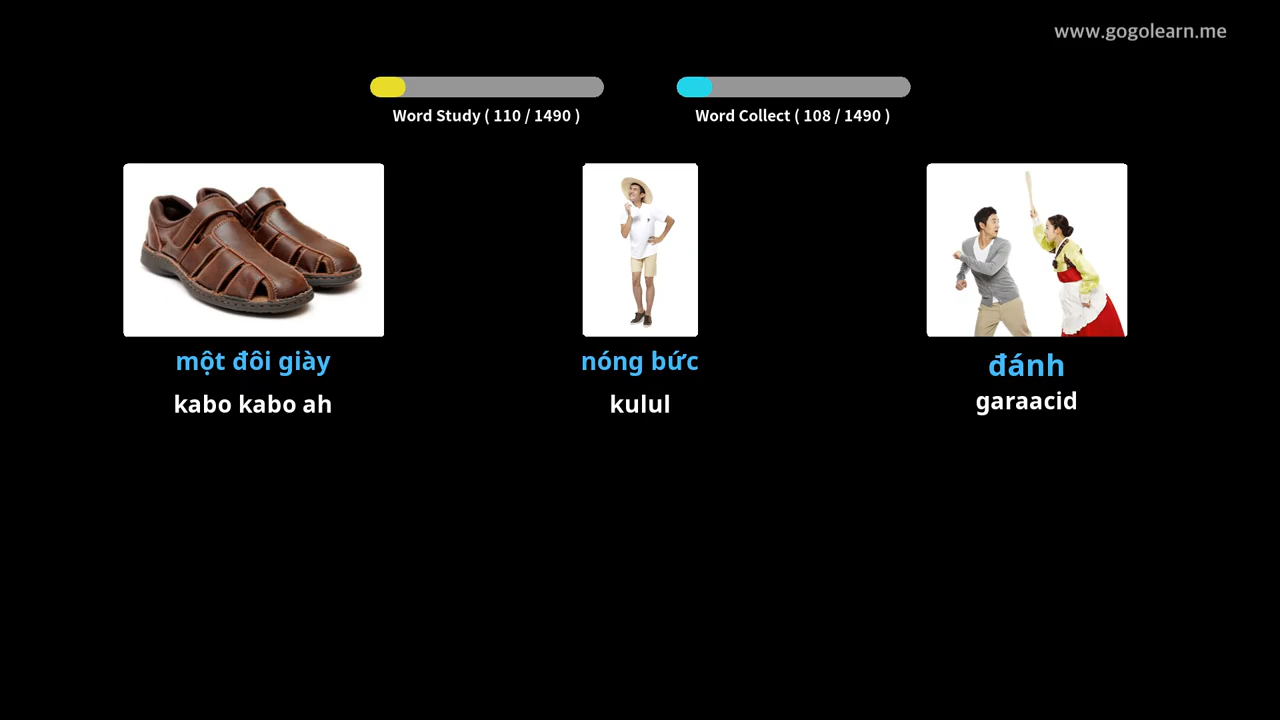 www.gogolearn.me
Word Study ( 110 / 1490 )
Word Collect ( 108 / 1490 )
một đôi giày
nóng bức
đánh
kabo kabo ah
kulul
garaacid